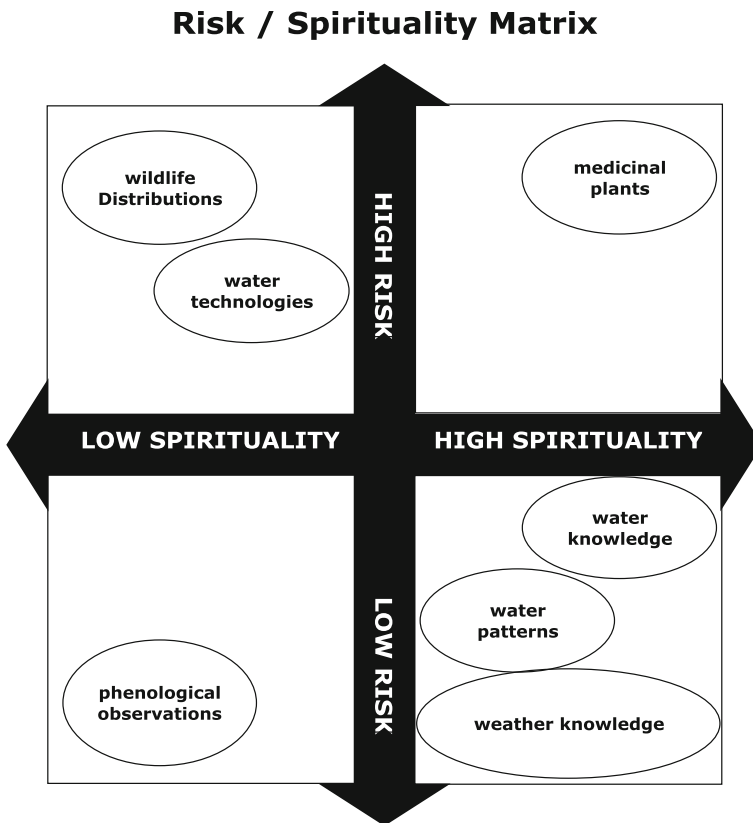 Risk / Spirituality Matrix
wildlife
Distributions
water
technologies
medicinal
plants
HIGH RISK
LOW SPIRITUALITY
HIGH SPIRITUALITY
water
knowledge
water
patterns
LOW RISK
phenological
observations
weather knowledge